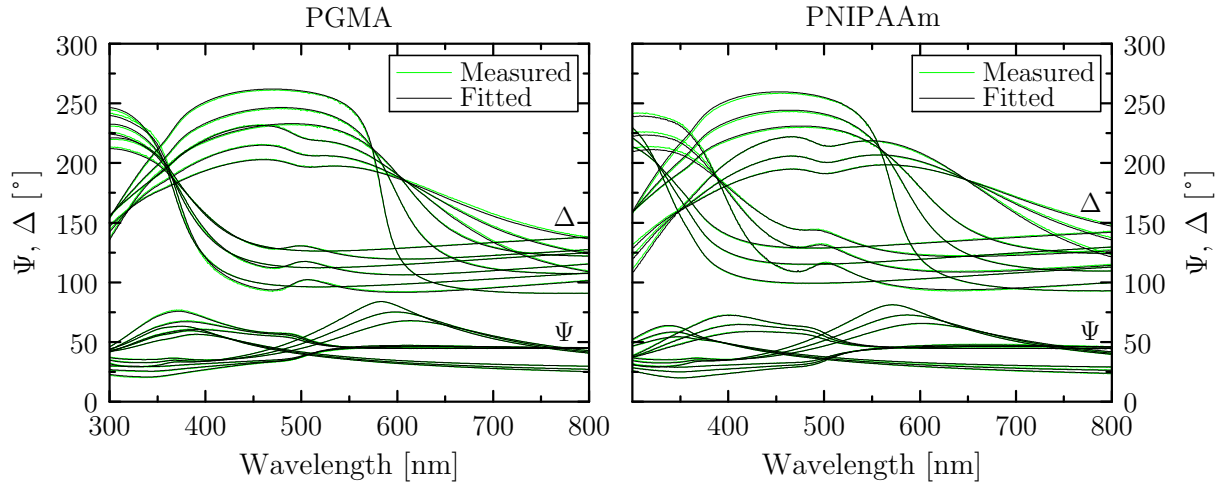 PGMA
PNIPAAm
300
250
200
150
100
50
0
Ψ, Δ [°]
Measured
Fitted
Δ
Ψ
300 400 500 600 700 800
Wavelength [nm]
Measured
Fitted
Δ
Ψ
400 500 600 700 800
Wavelength [nm]
300
250
200
150
100
50
0
Ψ, Δ [°]